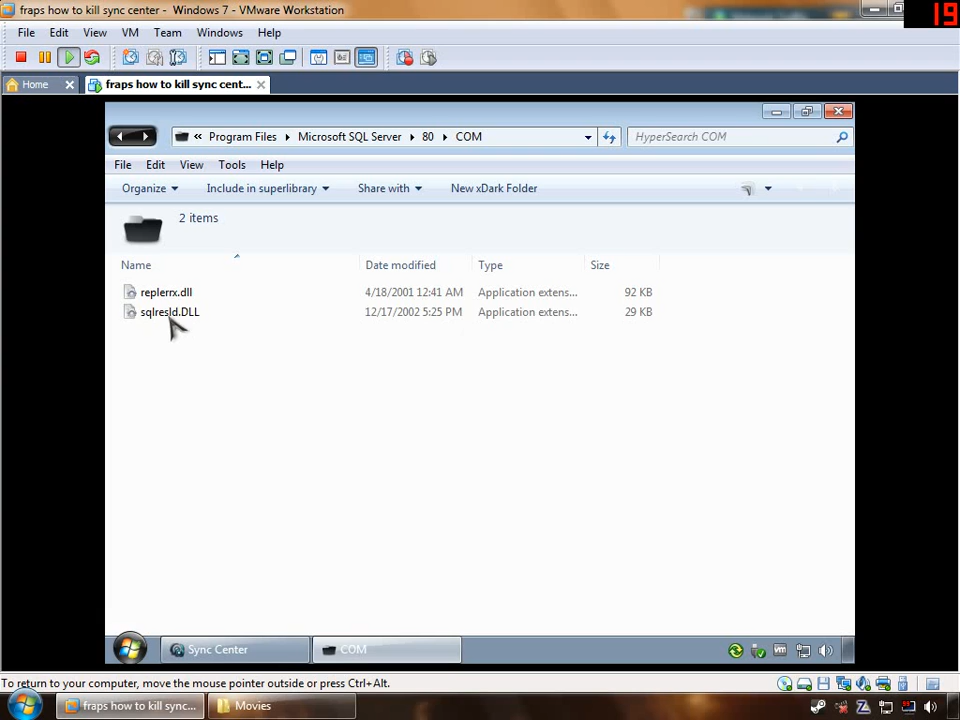 fraps how to kill sync center - Windows 7 - VMware Workstation
19
File Edit View VM Team Windows Help
Home fraps how to kill sync cent...
« Program Files Microsoft SQL Server 80 COM HyperSearch COM
File Edit View Tools Help
Organize Include in superlibrary Share with New xDark Folder
2 items
Name Date modified Type Size
replerrx.dll 4/18/2001 12:41 AM Application extens... 92 KB
sqlresld.DLL 12/17/2002 5:25 PM Application extens... 29 KB
Sync Center COM
To return to your computer, move the mouse pointer outside or press Ctrl+Alt.
fraps how to kill sync... Movies